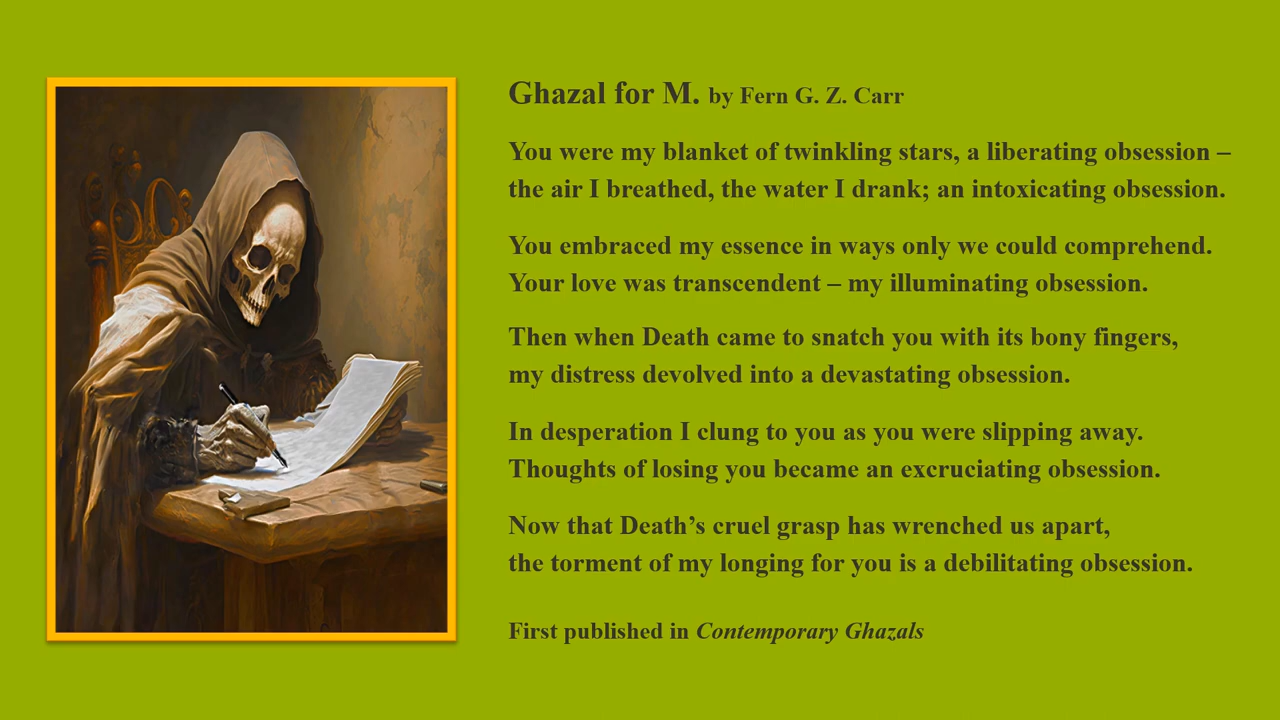 Ghazal for M. by Fern G. Z. Carr
You were my blanket of twinkling stars, a liberating obsession –
the air I breathed, the water I drank; an intoxicating obsession.
You embraced my essence in ways only we could comprehend.
Your love was transcendent – my illuminating obsession.
Then when Death came to snatch you with its bony fingers,
my distress devolved into a devastating obsession.
In desperation I clung to you as you were slipping away.
Thoughts of losing you became an excruciating obsession.
Now that Death’s cruel grasp has wrenched us apart,
the torment of my longing for you is a debilitating obsession.
First published in Contemporary Ghazals